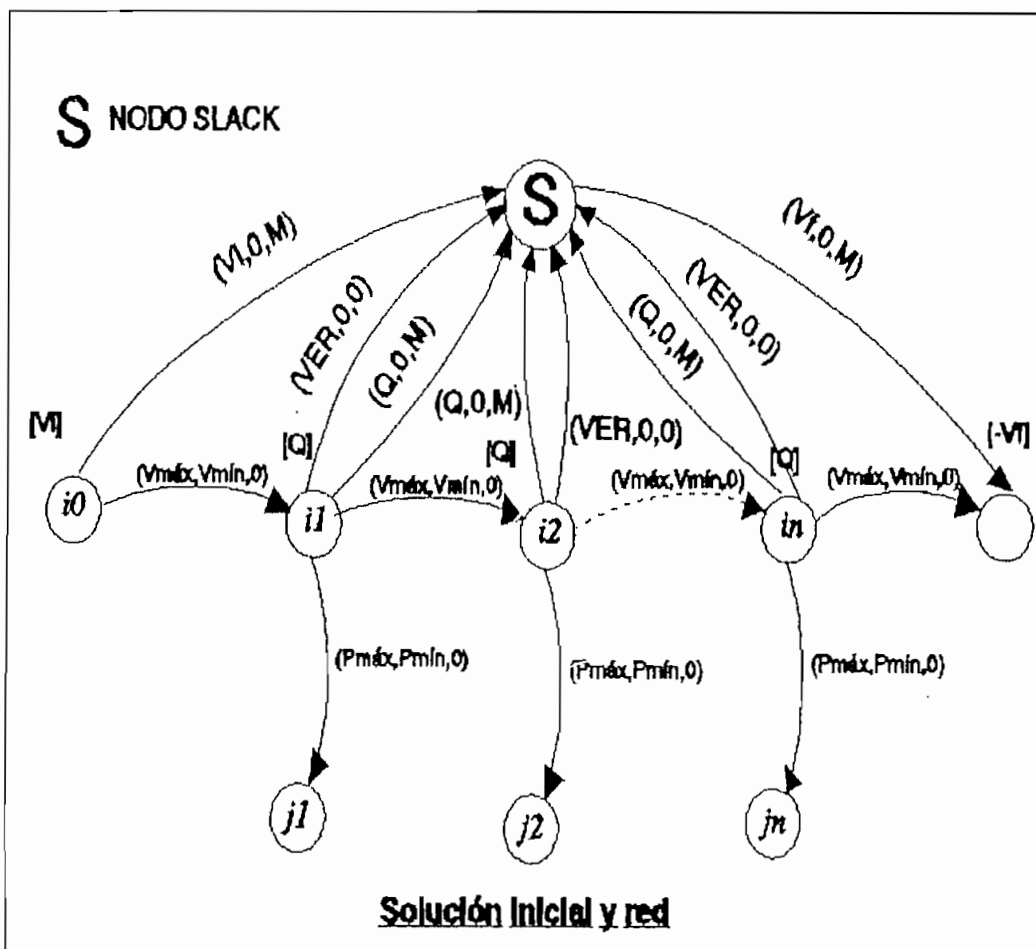 S NODO SLACK
S
(Vi,0,M)
(VER,0,0)
(Q,0,M)
(Q,0,M)
(VER,0,0)
(Q,0,M)
(VER,0,0)
(Vf,0,M)
[Vi]
[Q]
[Q]
[Q]
[-Vf]
(Vmáx,Vmín,0)
(Vmáx,Vmín,0)
(Vmáx,Vmín,0)
(Vmáx,Vmín,0)
i0
i1
i2
in
(Pmáx,Pmín,0)
(Pmáx,Pmín,0)
(Pmáx,Pmín,0)
j1
j2
jn
Solución Inicial y red